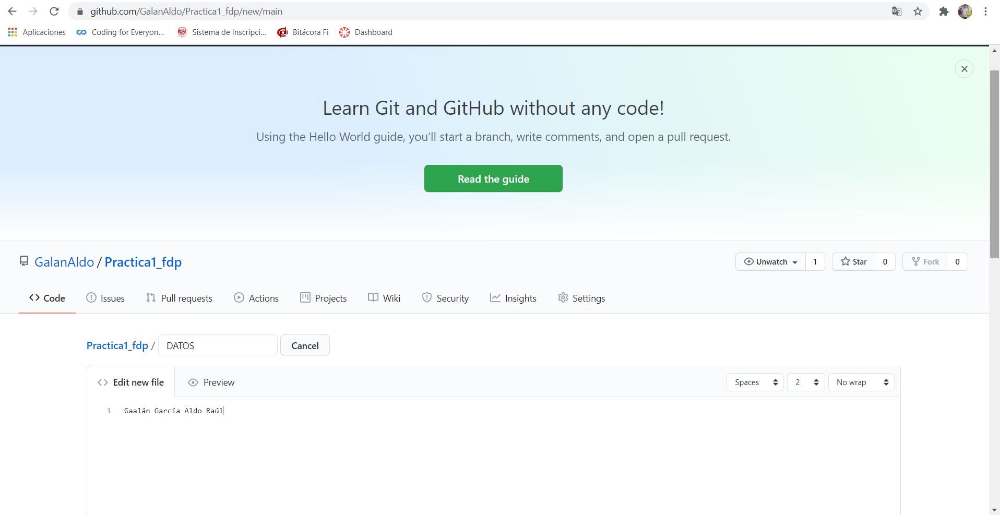 github.com/GalanAldo/Practica1_fdp/new/main
Aplicaciones Coding for Everyon... Sistema de Inscripci... Bitácora Fi Dashboard
Learn Git and GitHub without any code!
Using the Hello World guide, you’ll start a branch, write comments, and open a pull request.
Read the guide
GalanAldo / Practica1_fdp Unwatch 1 Star 0 Fork 0
Code Issues Pull requests Actions Projects Wiki Security Insights Settings
Practica1_fdp / DATOS Cancel
Edit new file Preview Spaces 2 No wrap
1 Gaalán García Aldo Raúl